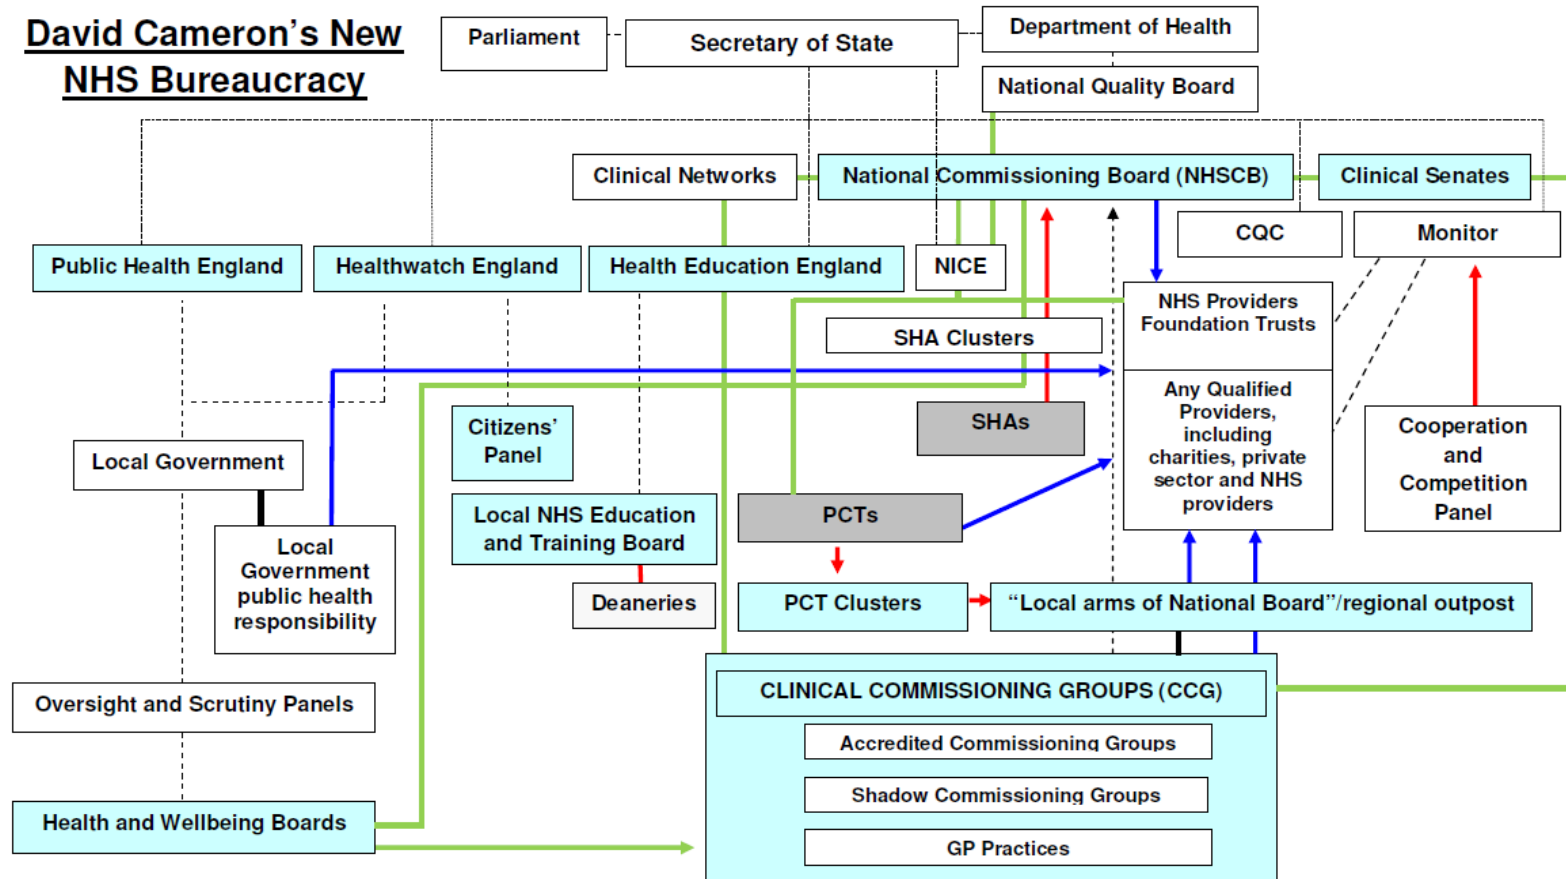 David Cameron’s New
NHS Bureaucracy
Parliament
Secretary of State
Department of Health
National Quality Board
Clinical Networks
National Commissioning Board (NHSCB)
Clinical Senates
CQC
Monitor
Public Health England
Healthwatch England
Health Education England
NICE
NHS Providers
Foundation Trusts
SHA Clusters
Any Qualified
Providers,
including
charities, private
sector and NHS
providers
SHAs
Cooperation
and
Competition
Panel
Citizens’
Panel
Local Government
Local NHS Education
and Training Board
PCTs
Local
Government
public health
responsibility
Deaneries
PCT Clusters
“Local arms of National Board”/regional outpost
CLINICAL COMMISSIONING GROUPS (CCG)
Oversight and Scrutiny Panels
Accredited Commissioning Groups
Shadow Commissioning Groups
Health and Wellbeing Boards
GP Practices